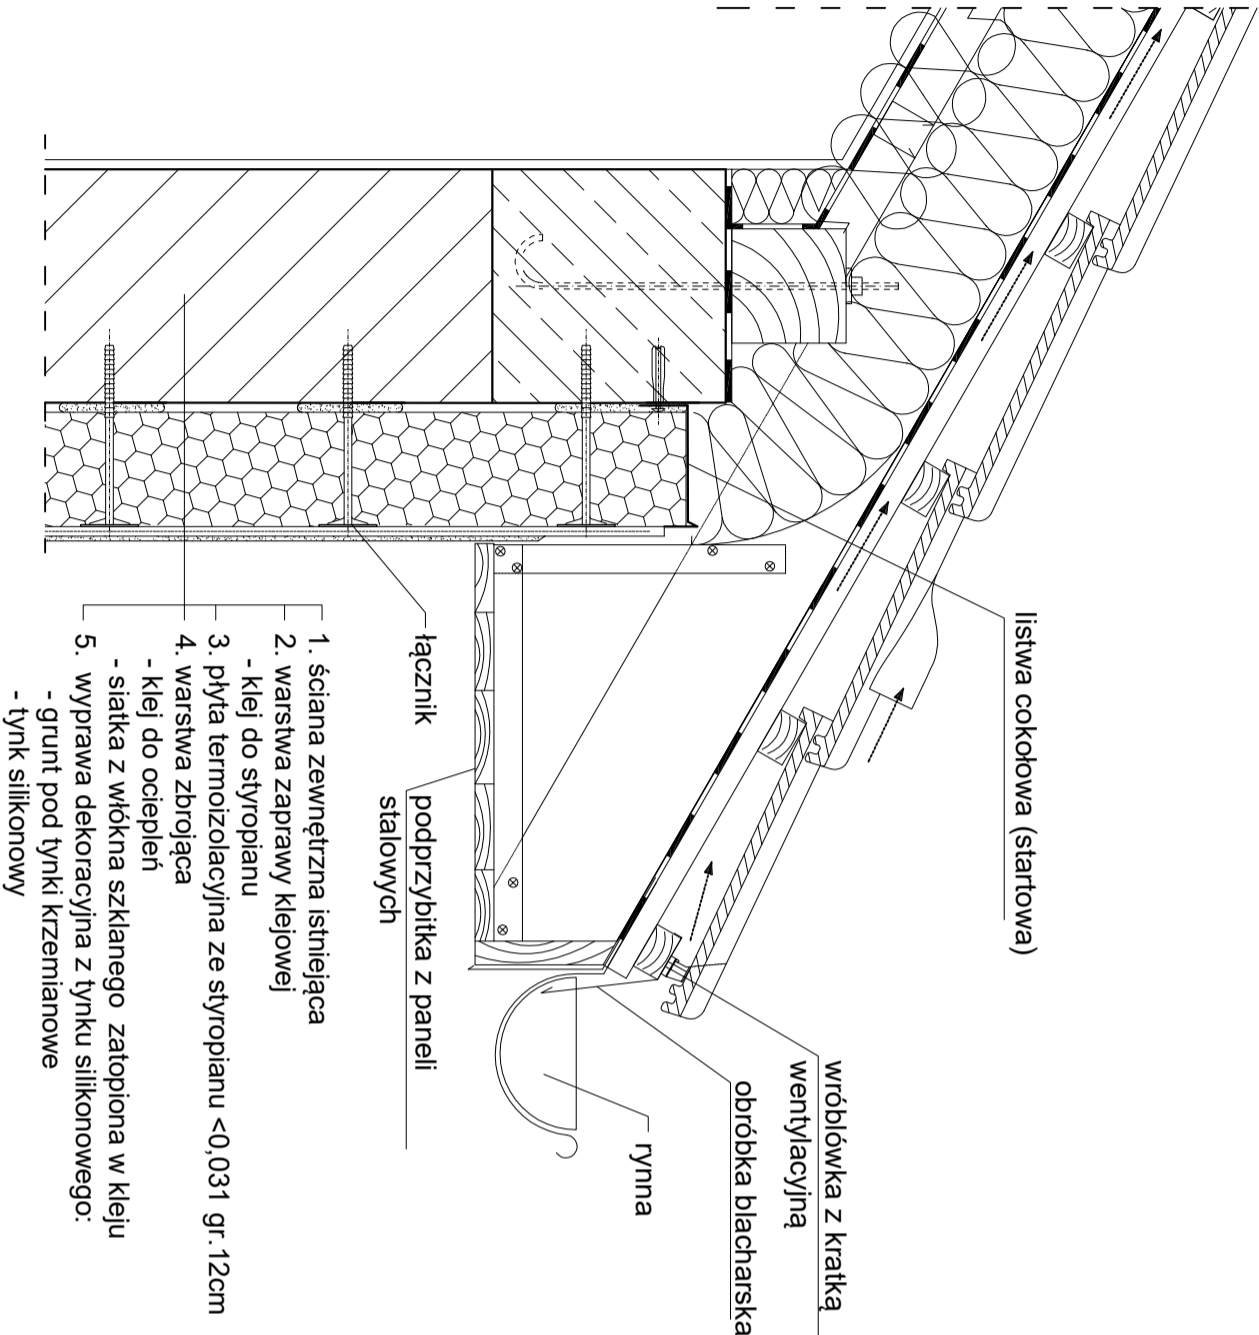 listwa cokołowa (startowa)
wróblówka z kratką
wentylacyjną
obróbka blacharska
rynna
łącznik
podprzybitka z paneli
stalowych
1. ściana zewnętrzna istniejąca
2. warstwa zaprawy klejowej
- klej do styropianu
3. płyta termoizolacyjna ze styropianu <0,031 gr.12cm
4. warstwa zbrojąca
- klej do ociepleń
- siatka z włókna szklanego zatopiona w kleju
5. wyprawa dekoracyjna z tynku silikonowego:
- grunt pod tynki krzemianowe
- tynk silikonowy